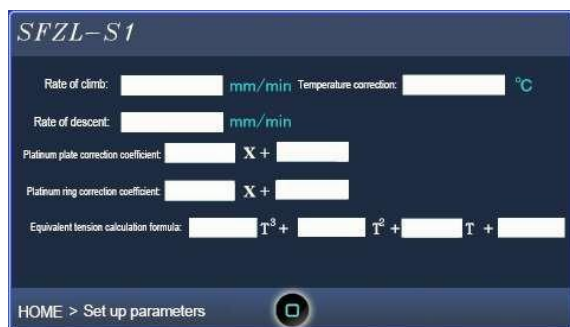 SFZL-S1
Rate of climb: mm/min Temperature correction: °C
Rate of descent: mm/min
Platinum plate correction coefficient: X +
Platinum ring correction coefficient: X +
Equivalent tension calculation formula: T³ + T² + T +
HOME > Set up parameters